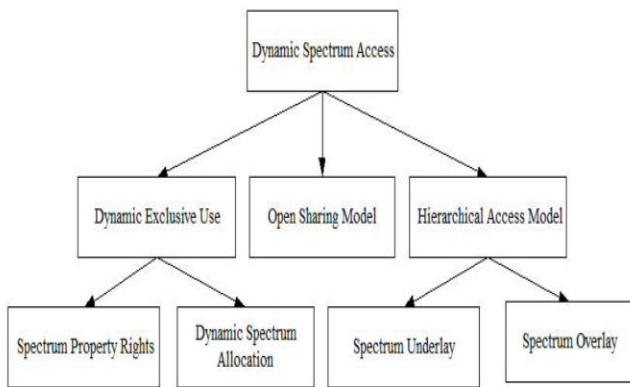 Dynamic Spectrum Access
Dynamic Exclusive Use
Open Sharing Model
Hierarchical Access Model
Spectrum Property Rights
Dynamic Spectrum
Allocation
Spectrum Underlay
Spectrum Overlay